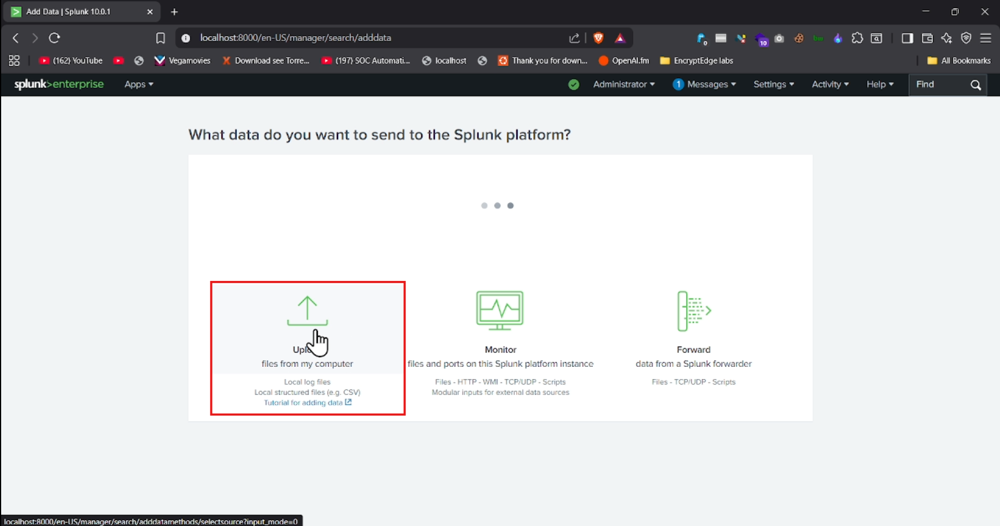 Add Data | Splunk 10.0.1
localhost:8000/en-US/manager/search/adddata
0
10
bw
(162) YouTube
Vegamovies
Download see Torre...
(197) SOC Automati...
localhost
Thank you for down...
OpenAI.fm
EncryptEdge labs
All Bookmarks
splunk>enterprise
Apps
Administrator
1 Messages
Settings
Activity
Help
Find
What data do you want to send to the Splunk platform?
files from my computer
Local log files
Local structured files (e.g. CSV)
Tutorial for adding data
Monitor
files and ports on this Splunk platform instance
Files - HTTP - WMI - TCP/UDP - Scripts
Modular inputs for external data sources
Forward
data from a Splunk forwarder
Files - TCP/UDP - Scripts
localhost:8000/en-US/manager/search/adddatamethods/selectsource?input_mode=0